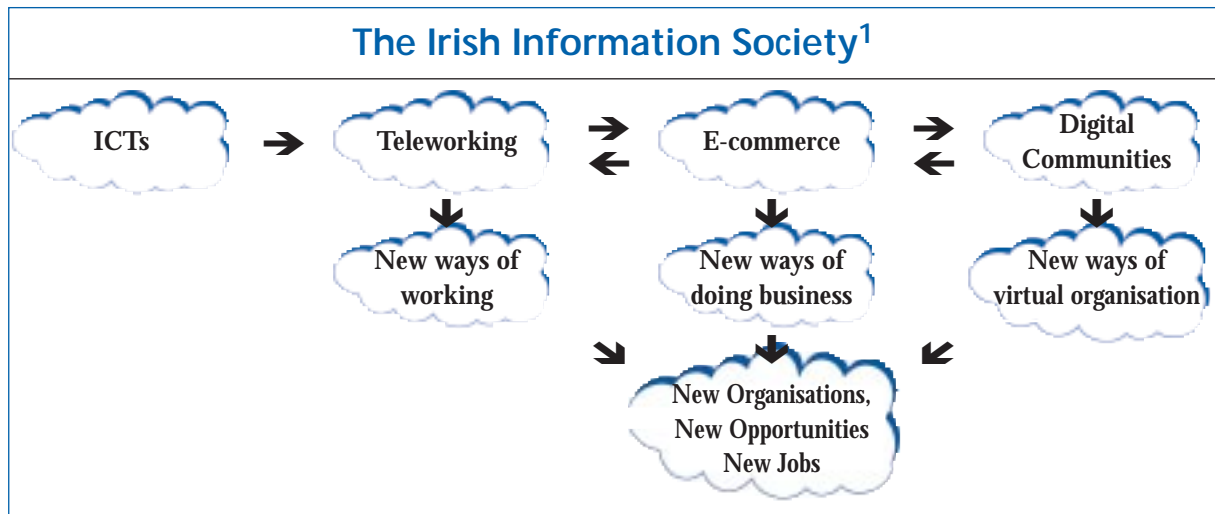 The Irish Information Society1
ICTs
Teleworking
E-commerce
Digital
Communities
New ways of
working
New ways of
doing business
New ways of
virtual organisation
New Organisations,
New Opportunities
New Jobs